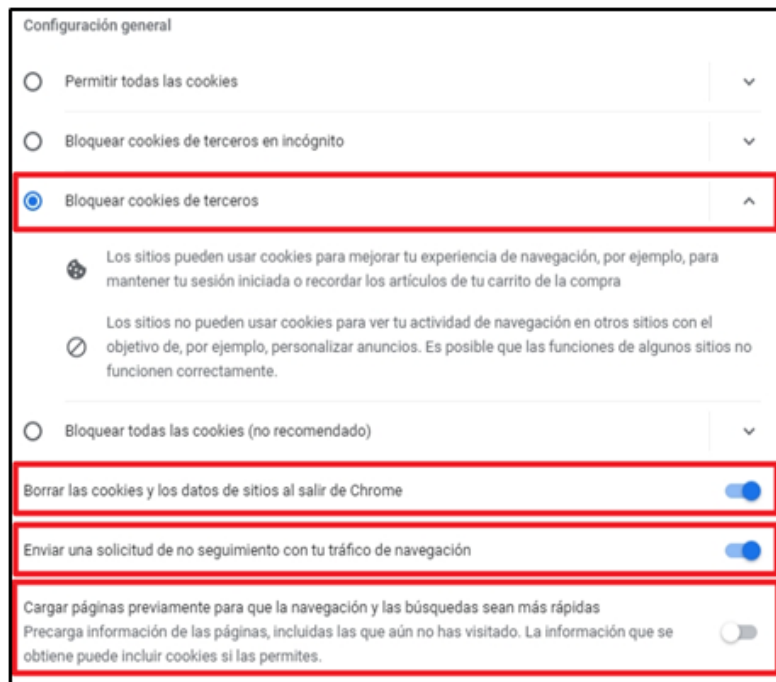 Configuración general
Permitir todas las cookies
Bloquear cookies de terceros en incógnito
Bloquear cookies de terceros
Los sitios pueden usar cookies para mejorar tu experiencia de navegación, por ejemplo, para
mantener tu sesión iniciada o recordar los artículos de tu carrito de la compra
Los sitios no pueden usar cookies para ver tu actividad de navegación en otros sitios con el
objetivo de, por ejemplo, personalizar anuncios. Es posible que las funciones de algunos sitios no
funcionen correctamente.
Bloquear todas las cookies (no recomendado)
Borrar las cookies y los datos de sitios al salir de Chrome
Enviar una solicitud de no seguimiento con tu tráfico de navegación
Cargar páginas previamente para que la navegación y las búsquedas sean más rápidas
Precarga información de las páginas, incluidas las que aún no has visitado. La información que se
obtiene puede incluir cookies si las permites.